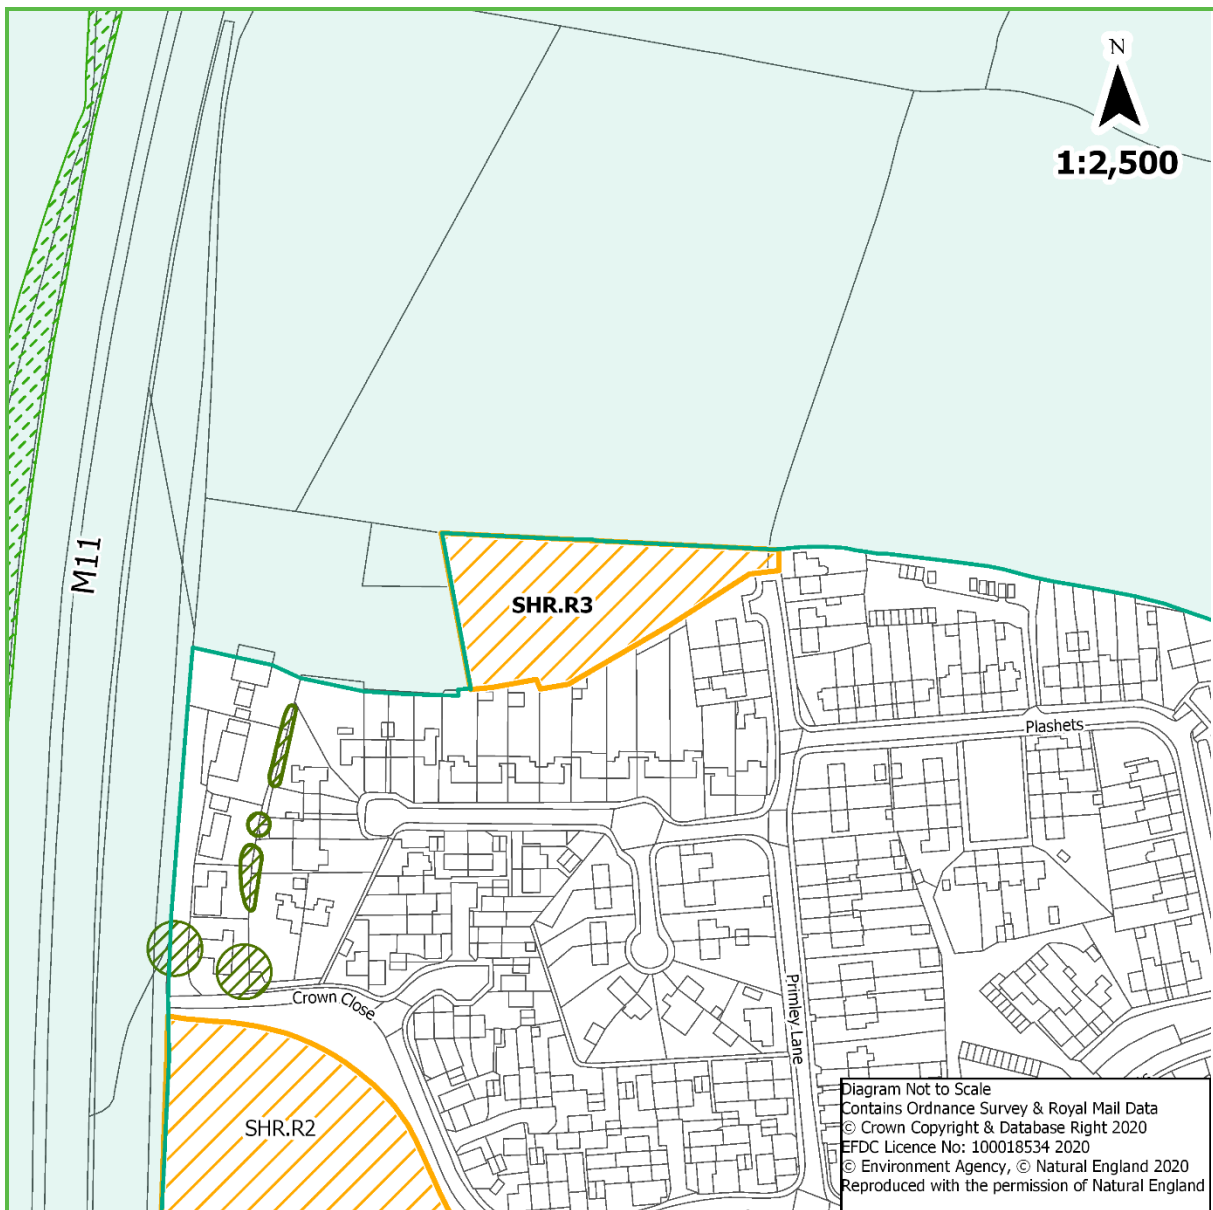 N
1:2,500
M11
SHR.R3
Plashets
Crown Close
Primley Lane
SHR.R2
Diagram Not to Scale
Contains Ordnance Survey & Royal Mail Data
© Crown Copyright & Database Right 2020
EFDC Licence No: 100018534 2020
© Environment Agency, © Natural England 2020
Reproduced with the permission of Natural England